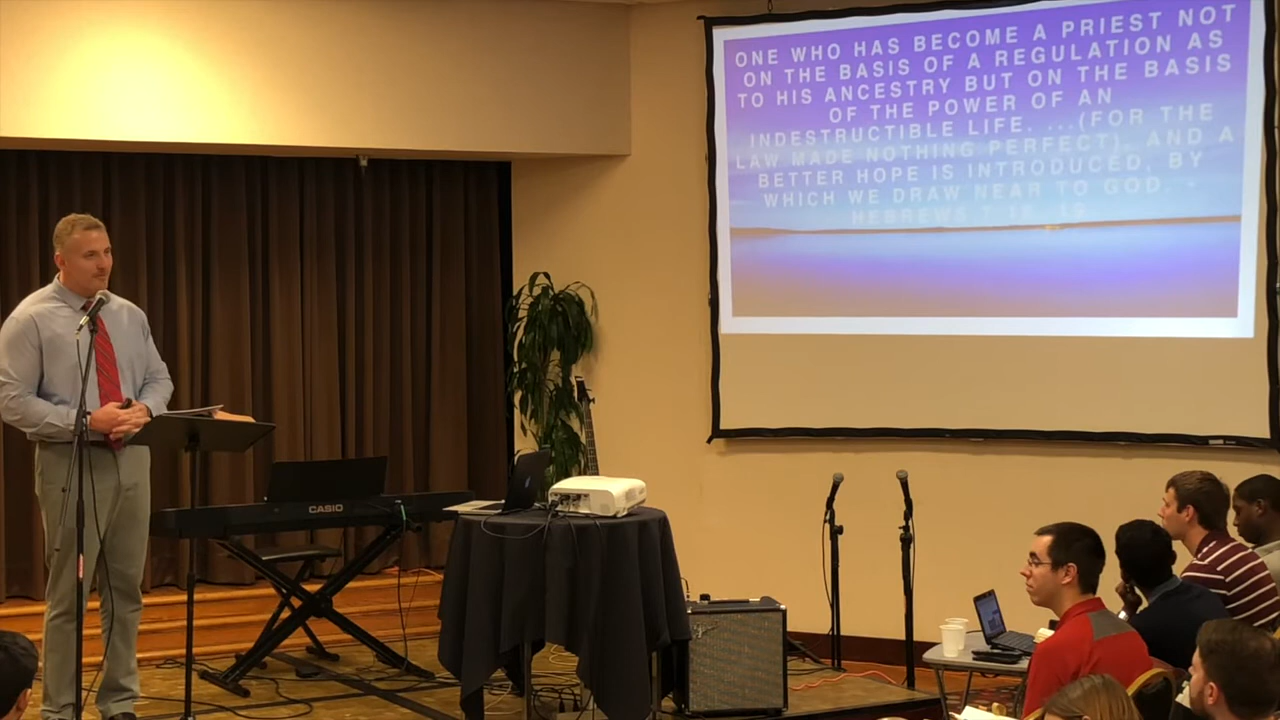 ONE WHO HAS BECOME A PRIEST NOT
ON THE BASIS OF A REGULATION AS
TO HIS ANCESTRY BUT ON THE BASIS
OF THE POWER OF AN
INDESTRUCTIBLE LIFE. ...(FOR THE
LAW MADE NOTHING PERFECT), AND A
BETTER HOPE IS INTRODUCED, BY
WHICH WE DRAW NEAR TO GOD. -
HEBREWS
CASIO